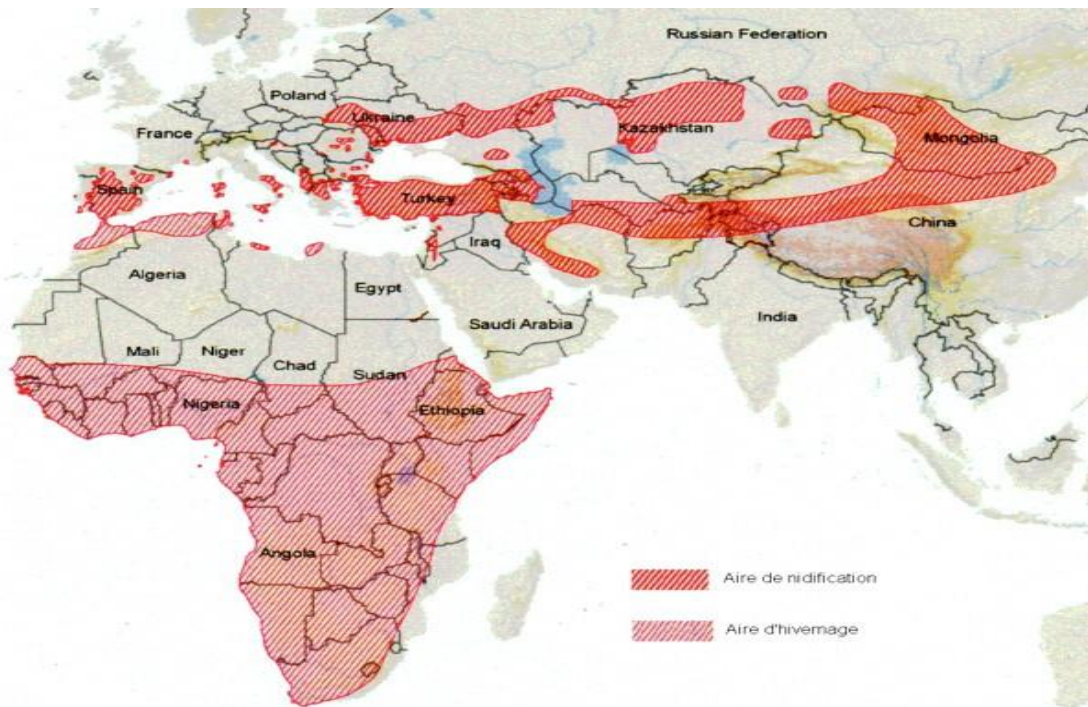 Russian Federation
Poland
Ukraine
France
Kazakhstan
Mongolia
Spain
Turkey
China
Iraq
Algeria
Egypt
Saudi Arabia
India
Mali
Niger
Chad
Sudan
Nigeria
Ethiopia
Angola
Aire de nidification
Aire d'hivernage